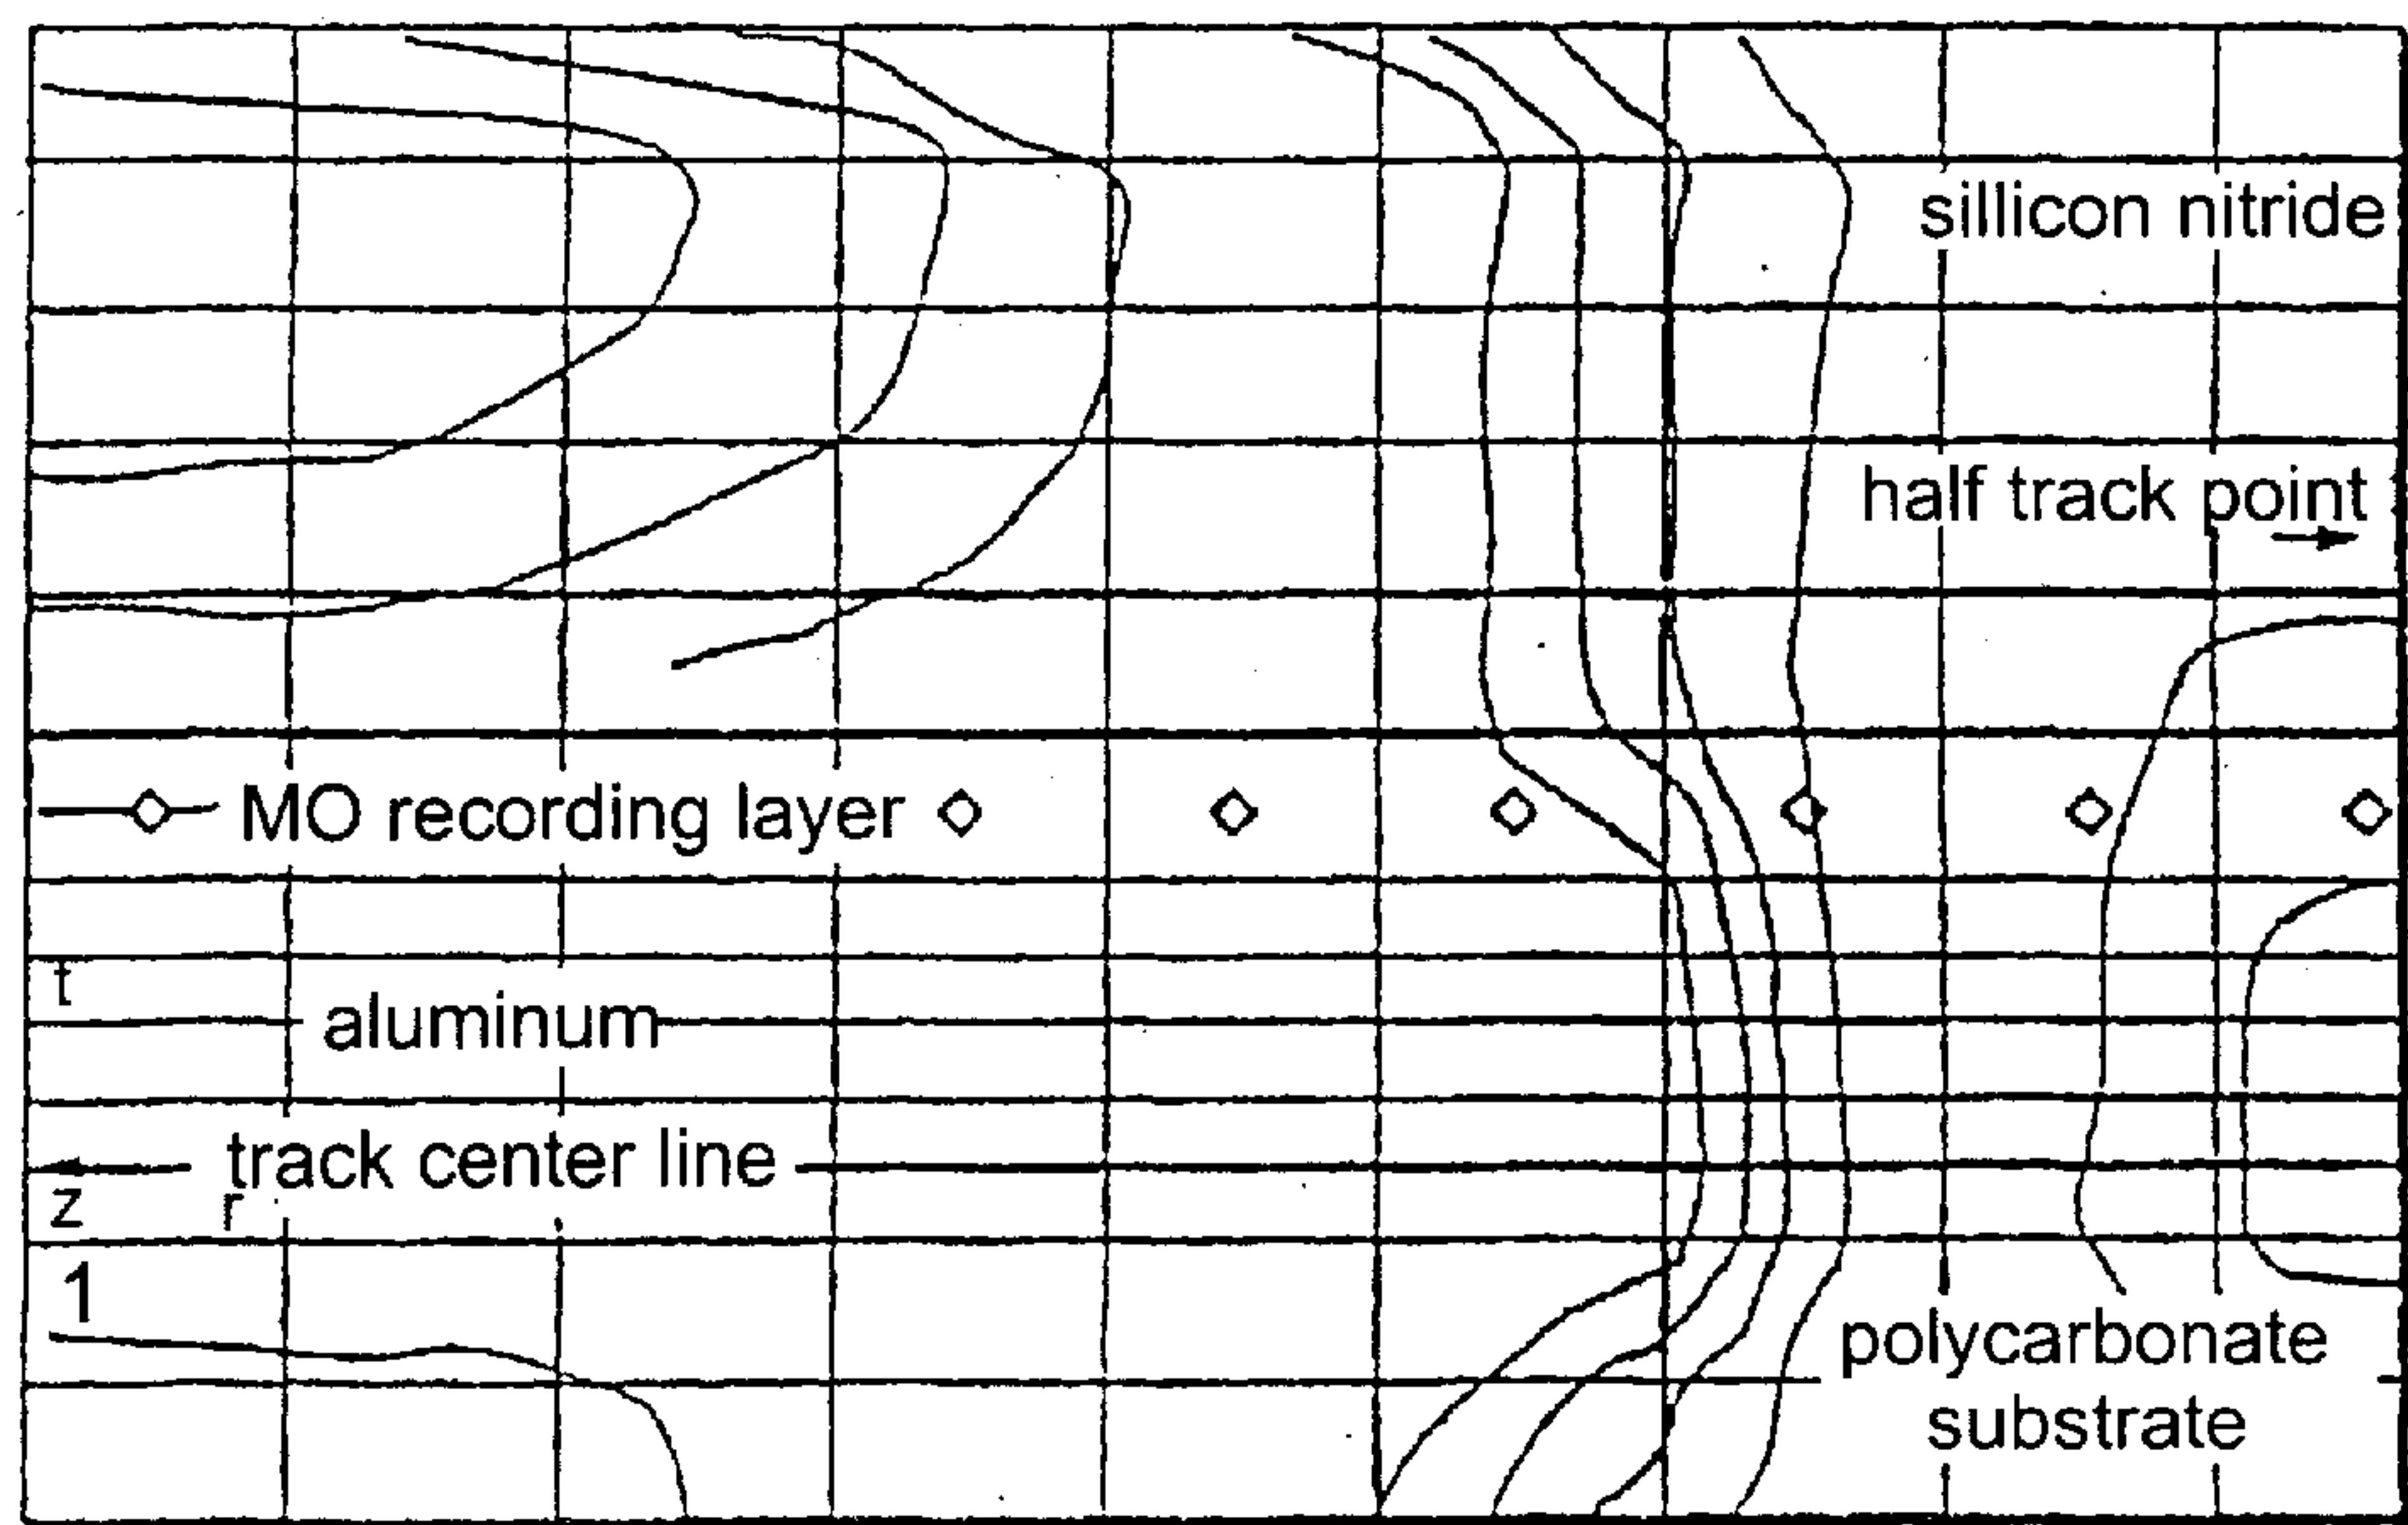 sillicon nitride
half track point
MO recording layer
t
aluminum
track center line
z r
1
polycarbonate
substrate